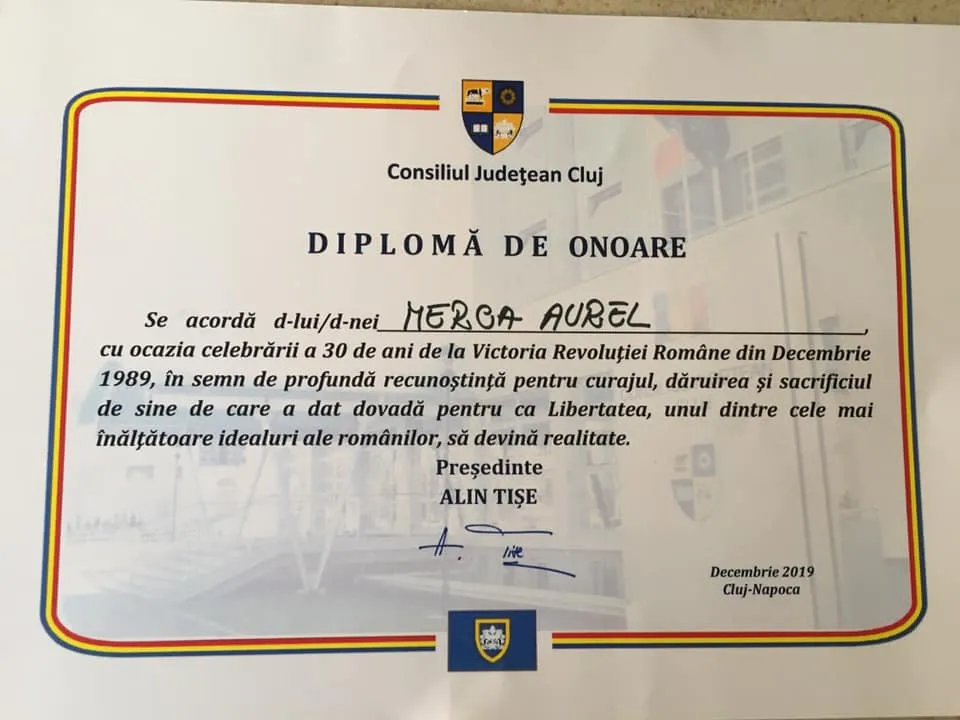 Consiliul Judeţean Cluj
DIPLOMĂ DE ONOARE
Se acordă d-lui/d-nei MERCA AUREL,
cu ocazia celebrării a 30 de ani de la Victoria Revoluţiei Române din Decembrie
1989, în semn de profundă recunoştinţă pentru curajul, dăruirea şi sacrificiul
de sine de care a dat dovadă pentru ca Libertatea, unul dintre cele mai
înălţătoare idealuri ale românilor, să devină realitate.
Preşedinte
ALIN TIŞE
Decembrie 2019
Cluj-Napoca